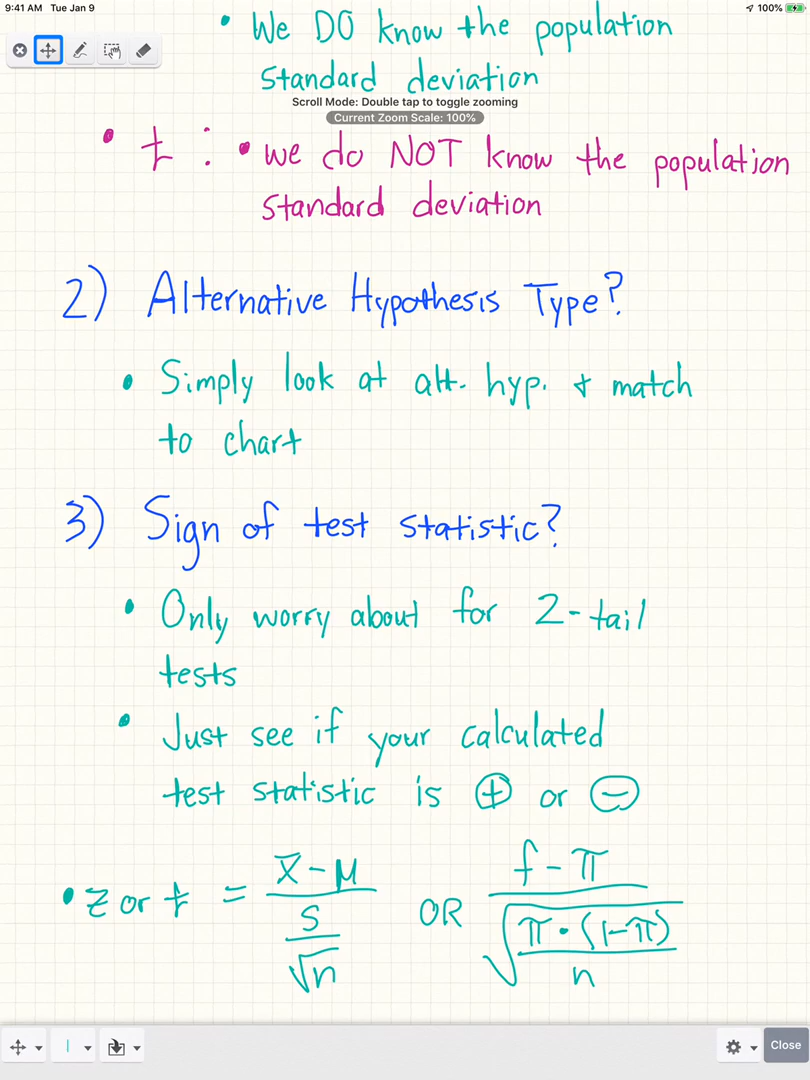 9:41 AM Tue Jan 9
100%
• We DO know the population
standard deviation
Scroll Mode: Double tap to toggle zooming
Current Zoom Scale: 100%
• t : • we do NOT know the population
standard deviation
2) Alternative Hypothesis Type?
• Simply look at alt. hyp. + match
to chart
3) Sign of test statistic?
• Only worry about for 2-tail
tests
• Just see if your calculated
test statistic is ⊕ or ⊖
• z or t = (x̄ - μ) / (s / √n) OR (f - π) / √(π · (1-π) / n)
Close